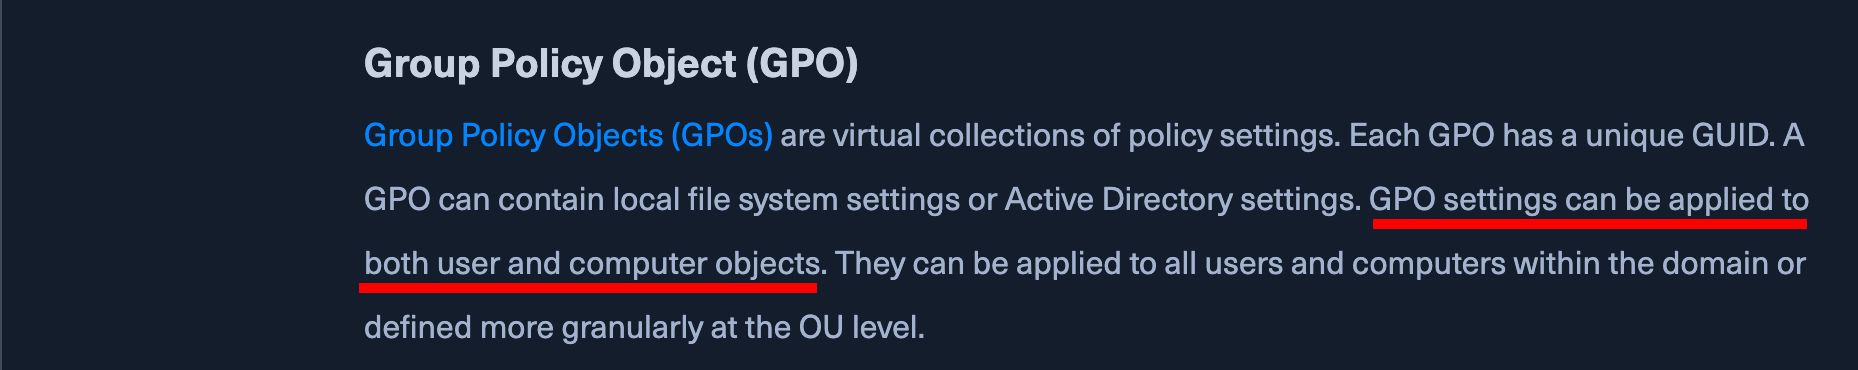 Group Policy Object (GPO)
Group Policy Objects (GPOs) are virtual collections of policy settings. Each GPO has a unique GUID. A
GPO can contain local file system settings or Active Directory settings. GPO settings can be applied to
both user and computer objects. They can be applied to all users and computers within the domain or
defined more granularly at the OU level.